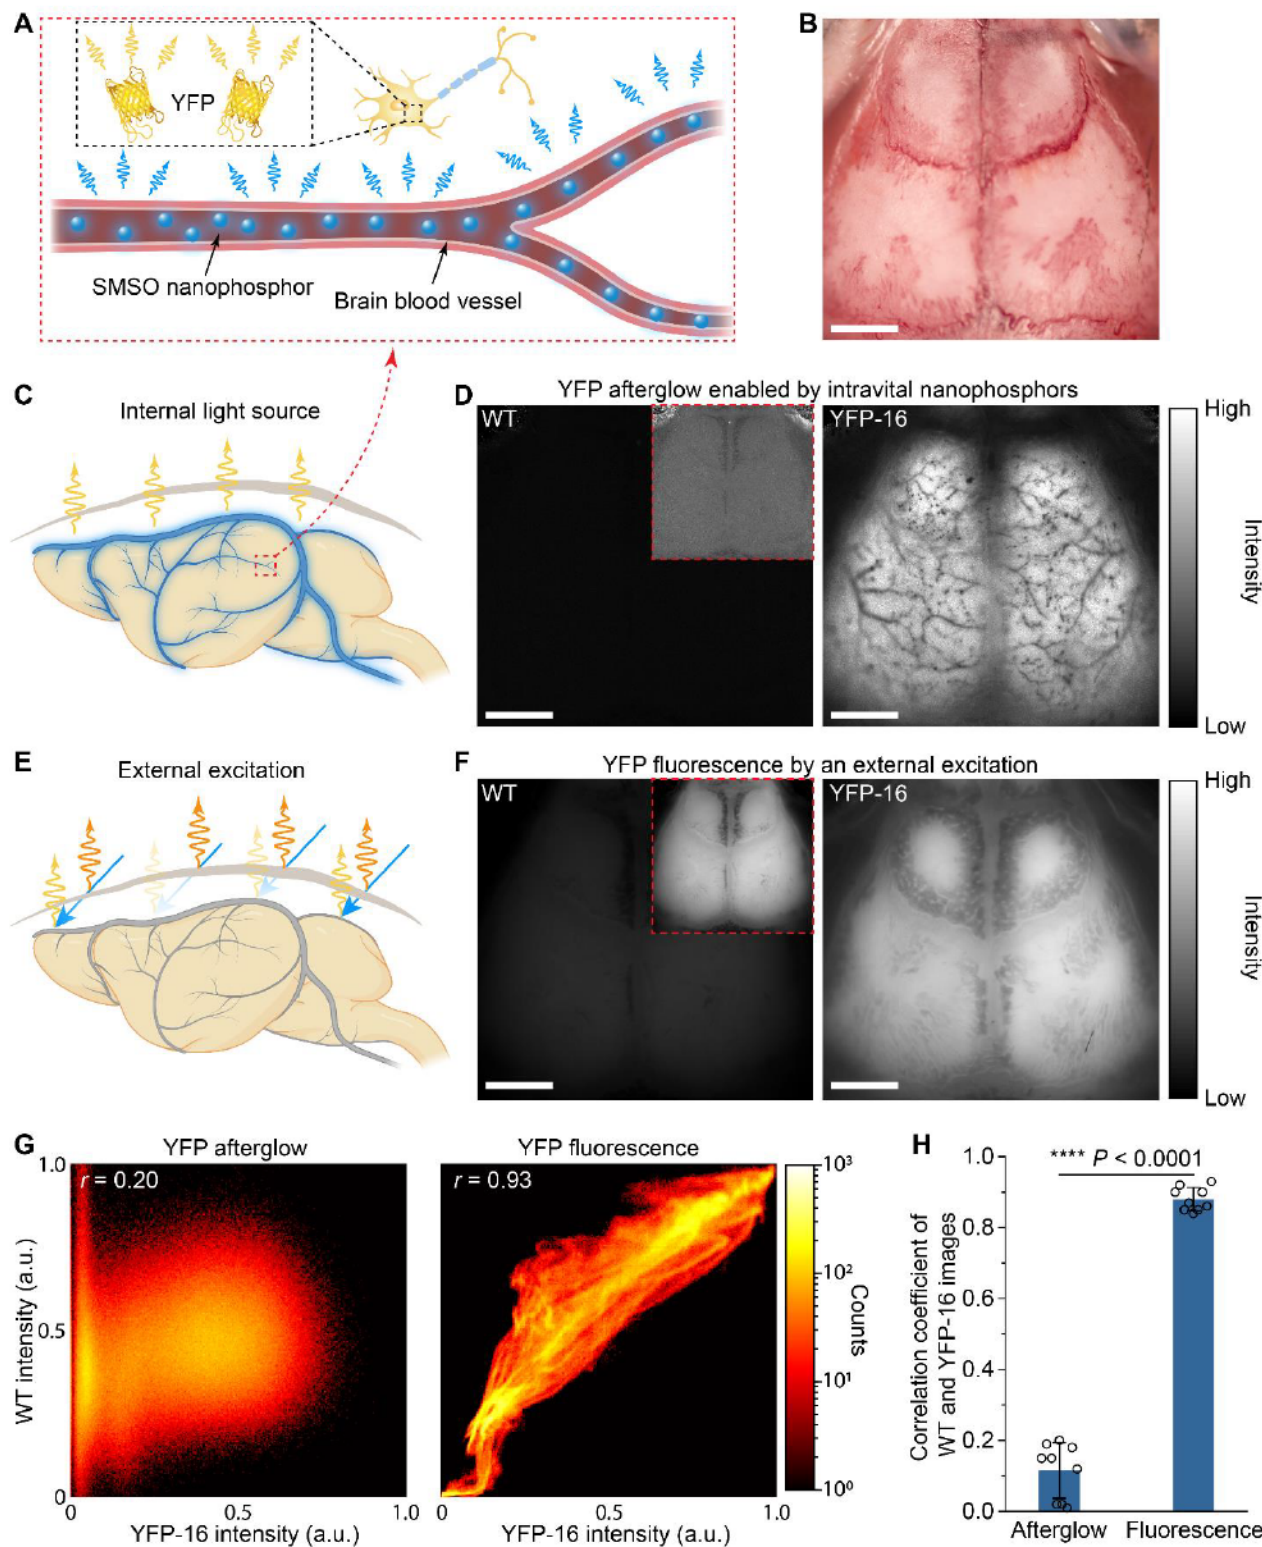 A
YFP
SMSO nanophosphor
Brain blood vessel
B
C
Internal light source
D
YFP afterglow enabled by intravital nanophosphors
WT
YFP-16
High
Intensity
Low
E
External excitation
F
YFP fluorescence by an external excitation
WT
YFP-16
High
Intensity
Low
G
YFP afterglow
r = 0.20
1.0
0.5
0
WT intensity (a.u.)
0 0.5 1.0
YFP-16 intensity (a.u.)
YFP fluorescence
r = 0.93
0 0.5 1.0
YFP-16 intensity (a.u.)
10³
10²
10¹
10⁰
Counts
H
**** P < 0.0001
1.0
0.8
0.6
0.4
0.2
0.0
Correlation coefficient of
WT and YFP-16 images
Afterglow Fluorescence